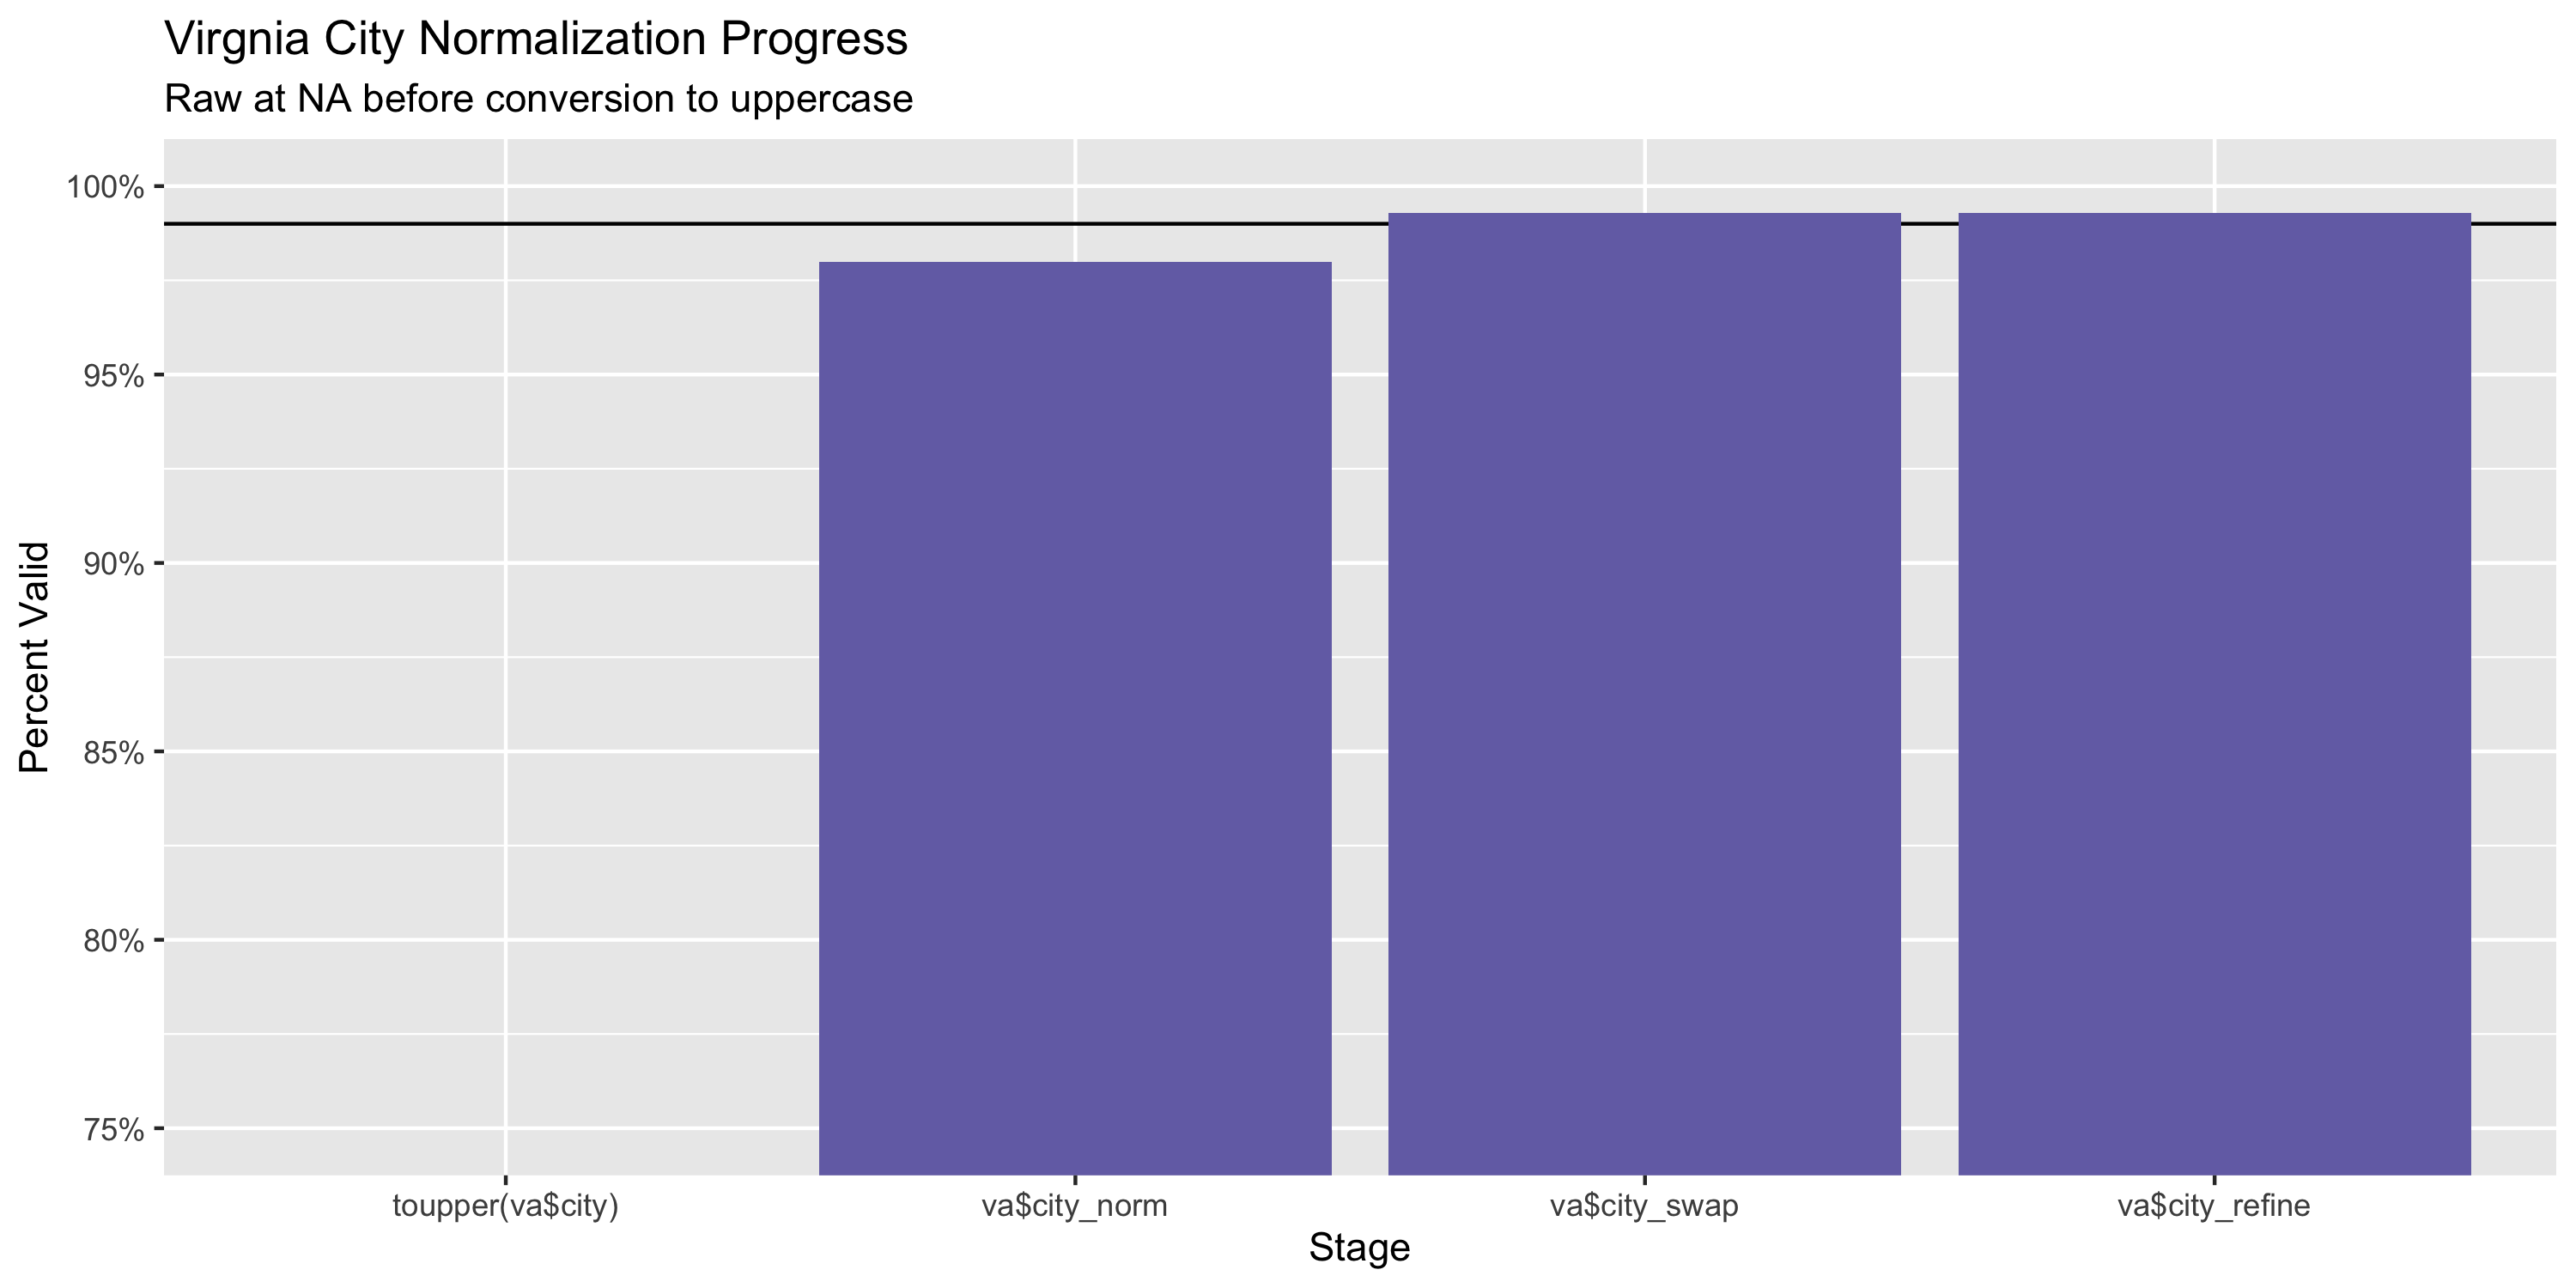 Virgnia City Normalization Progress
Raw at NA before conversion to uppercase
100%
95%
90%
85%
80%
75%
Percent Valid
toupper(va$city)
va$city_norm
va$city_swap
va$city_refine
Stage